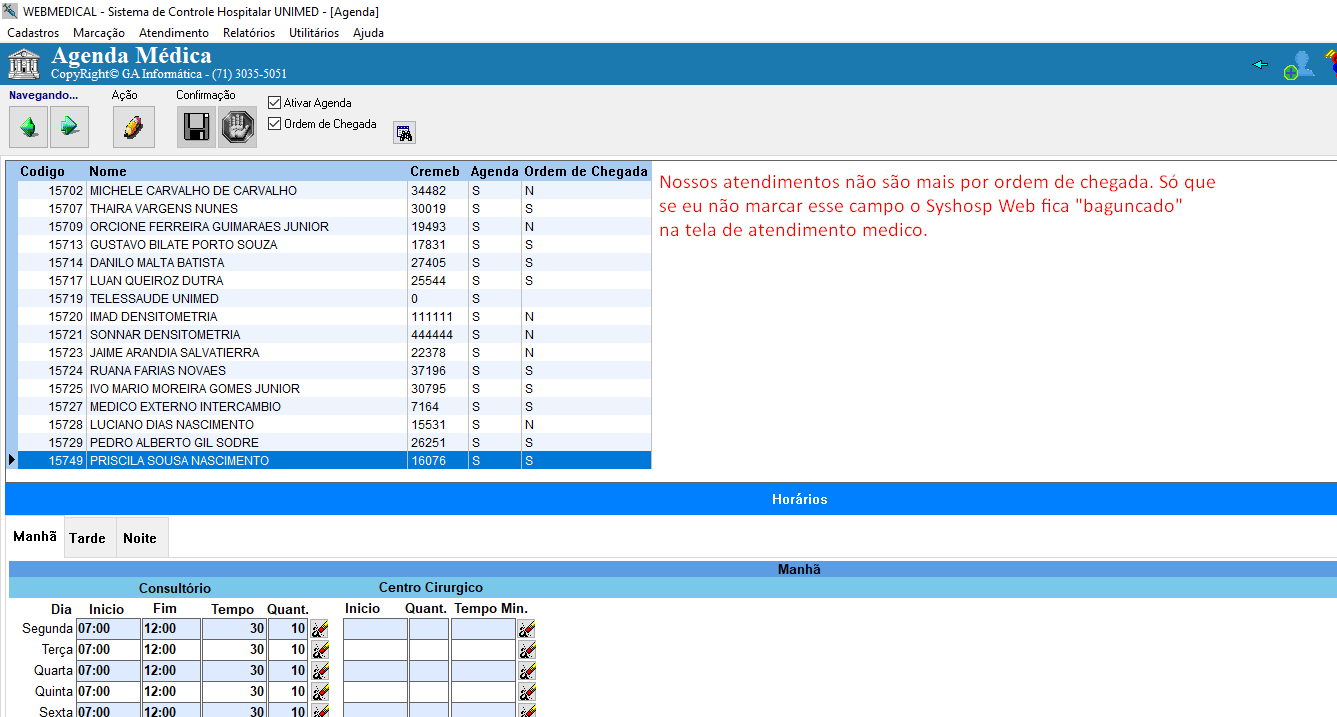 WEBMEDICAL - Sistema de Controle Hospitalar UNIMED - [Agenda]
Cadastros Marcação Atendimento Relatórios Utilitários Ajuda
Agenda Médica
CopyRight© GA Informática - (71) 3035-5051
Navegando... Ação Confirmação
Ativar Agenda
Ordem de Chegada
Codigo Nome Cremeb Agenda Ordem de Chegada
15702 MICHELE CARVALHO DE CARVALHO 34482 S N
15707 THAIRA VARGENS NUNES 30019 S S
15709 ORCIONE FERREIRA GUIMARAES JUNIOR 19493 S N
15713 GUSTAVO BILATE PORTO SOUZA 17831 S S
15714 DANILO MALTA BATISTA 27405 S S
15717 LUAN QUEIROZ DUTRA 25544 S S
15719 TELESSAUDE UNIMED 0 S
15720 IMAD DENSITOMETRIA 111111 S N
15721 SONNAR DENSITOMETRIA 444444 S N
15723 JAIME ARANDIA SALVATIERRA 22378 S N
15724 RUANA FARIAS NOVAES 37196 S S
15725 IVO MARIO MOREIRA GOMES JUNIOR 30795 S S
15727 MEDICO EXTERNO INTERCAMBIO 7164 S S
15728 LUCIANO DIAS NASCIMENTO 15531 S N
15729 PEDRO ALBERTO GIL SODRE 26251 S S
15749 PRISCILA SOUSA NASCIMENTO 16076 S S
Nossos atendimentos não são mais por ordem de chegada. Só que
se eu não marcar esse campo o Syshosp Web fica "baguncado"
na tela de atendimento medico.
Horários
Manhã Tarde Noite
Manhã
Consultório Centro Cirurgico
Dia Inicio Fim Tempo Quant. Inicio Quant. Tempo Min.
Segunda 07:00 12:00 30 10
Terça 07:00 12:00 30 10
Quarta 07:00 12:00 30 10
Quinta 07:00 12:00 30 10
Sexta 07:00 12:00 30 10